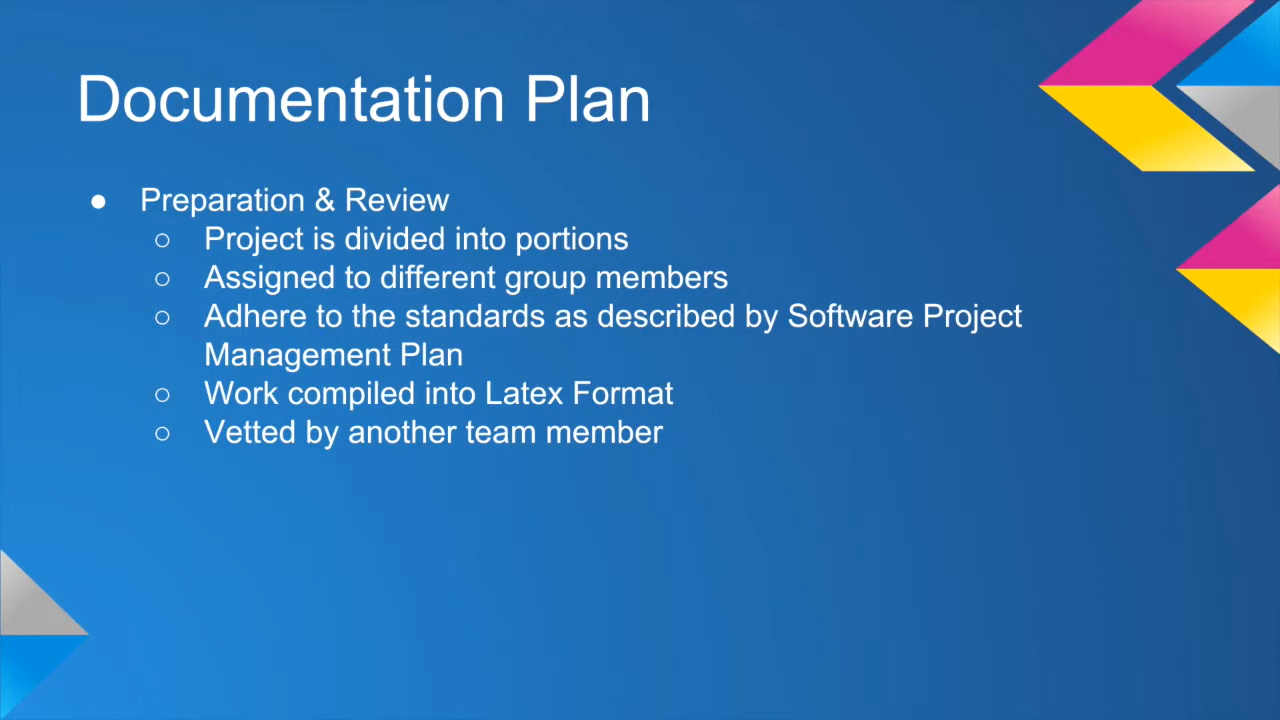 Documentation Plan
● Preparation & Review
○ Project is divided into portions
○ Assigned to different group members
○ Adhere to the standards as described by Software Project
Management Plan
○ Work compiled into Latex Format
○ Vetted by another team member